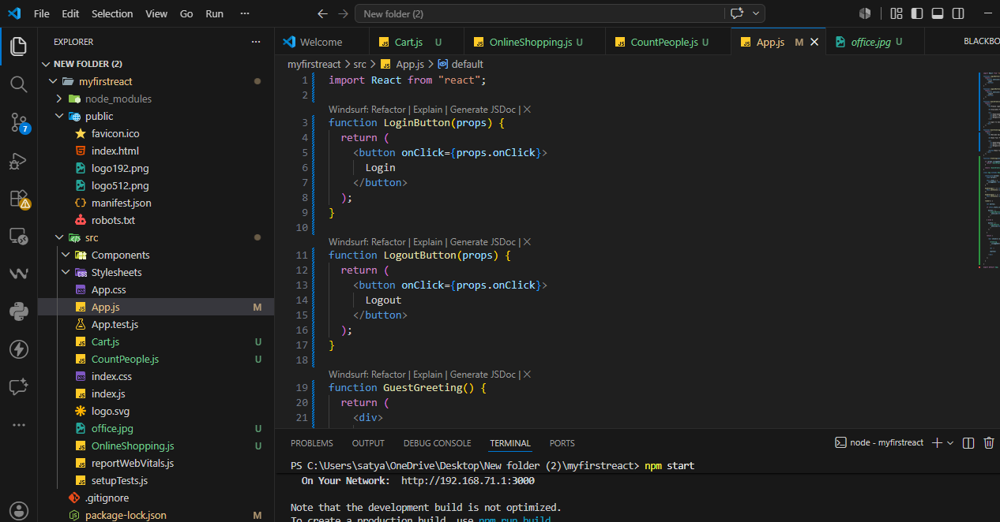 File Edit Selection View Go Run ···
New folder (2)
EXPLORER ···
NEW FOLDER (2)
myfirstreact
node_modules
public
favicon.ico
index.html
logo192.png
logo512.png
manifest.json
robots.txt
src
Components
Stylesheets
App.css
App.js M
App.test.js
Cart.js U
CountPeople.js U
index.css
index.js
logo.svg
office.jpg U
OnlineShopping.js U
reportWebVitals.js
setupTests.js
.gitignore
package-lock.json M
7
Welcome Cart.js U OnlineShopping.js U CountPeople.js U App.js M office.jpg U BLACKBO
myfirstreact > src > App.js > default
1 import React from "react";
2
Windsurf: Refactor | Explain | Generate JSDoc | X
3 function LoginButton(props) {
4 return (
5 <button onClick={props.onClick}>
6 Login
7 </button>
8 );
9 }
10
Windsurf: Refactor | Explain | Generate JSDoc | X
11 function LogoutButton(props) {
12 return (
13 <button onClick={props.onClick}>
14 Logout
15 </button>
16 );
17 }
18
Windsurf: Refactor | Explain | Generate JSDoc | X
19 function GuestGreeting() {
20 return (
21 <div>
PROBLEMS OUTPUT DEBUG CONSOLE TERMINAL PORTS node - myfirstreact
PS C:\Users\satya\OneDrive\Desktop\New folder (2)\myfirstreact> npm start
On Your Network: http://192.168.71.1:3000
Note that the development build is not optimized.
To create a production build, use npm run build.